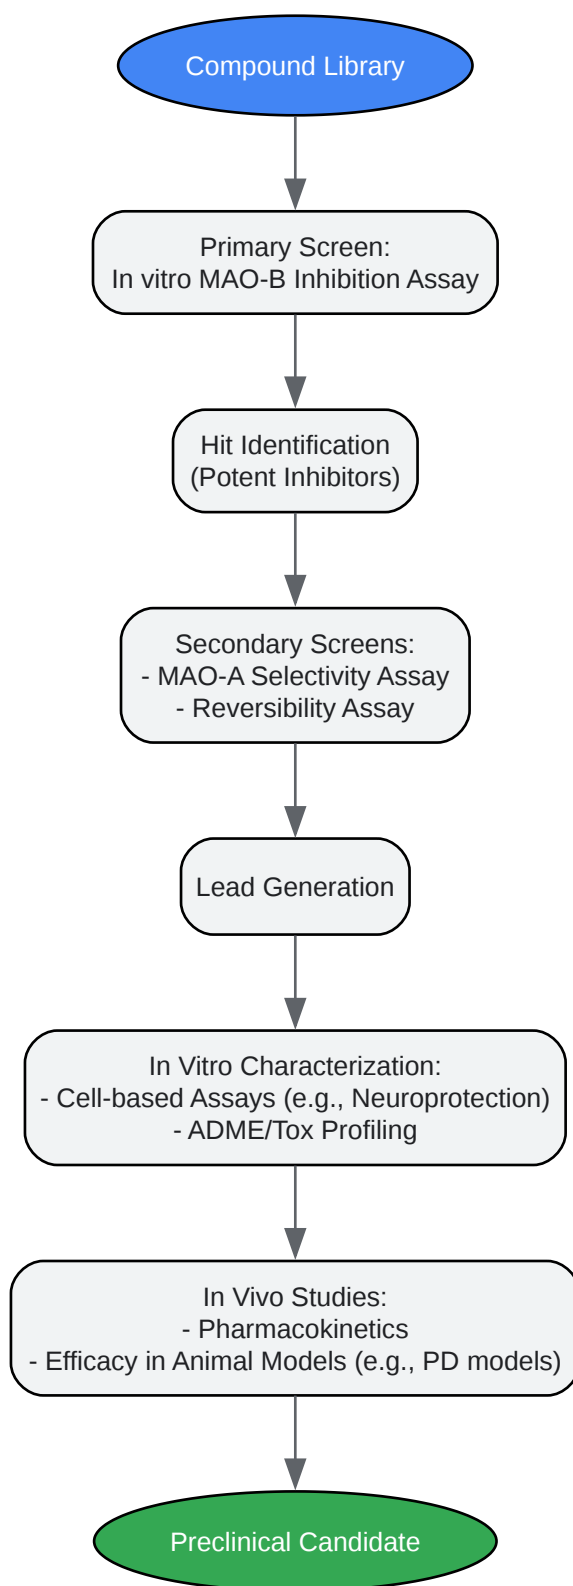 Compound Library
Primary Screen:
In vitro MAO-B Inhibition Assay
Hit Identification
(Potent Inhibitors)
Secondary Screens:
- MAO-A Selectivity Assay
- Reversibility Assay
Lead Generation
In Vitro Characterization:
- Cell-based Assays (e.g., Neuroprotection)
- ADME/Tox Profiling
In Vivo Studies:
- Pharmacokinetics
- Efficacy in Animal Models (e.g., PD models)
Preclinical Candidate